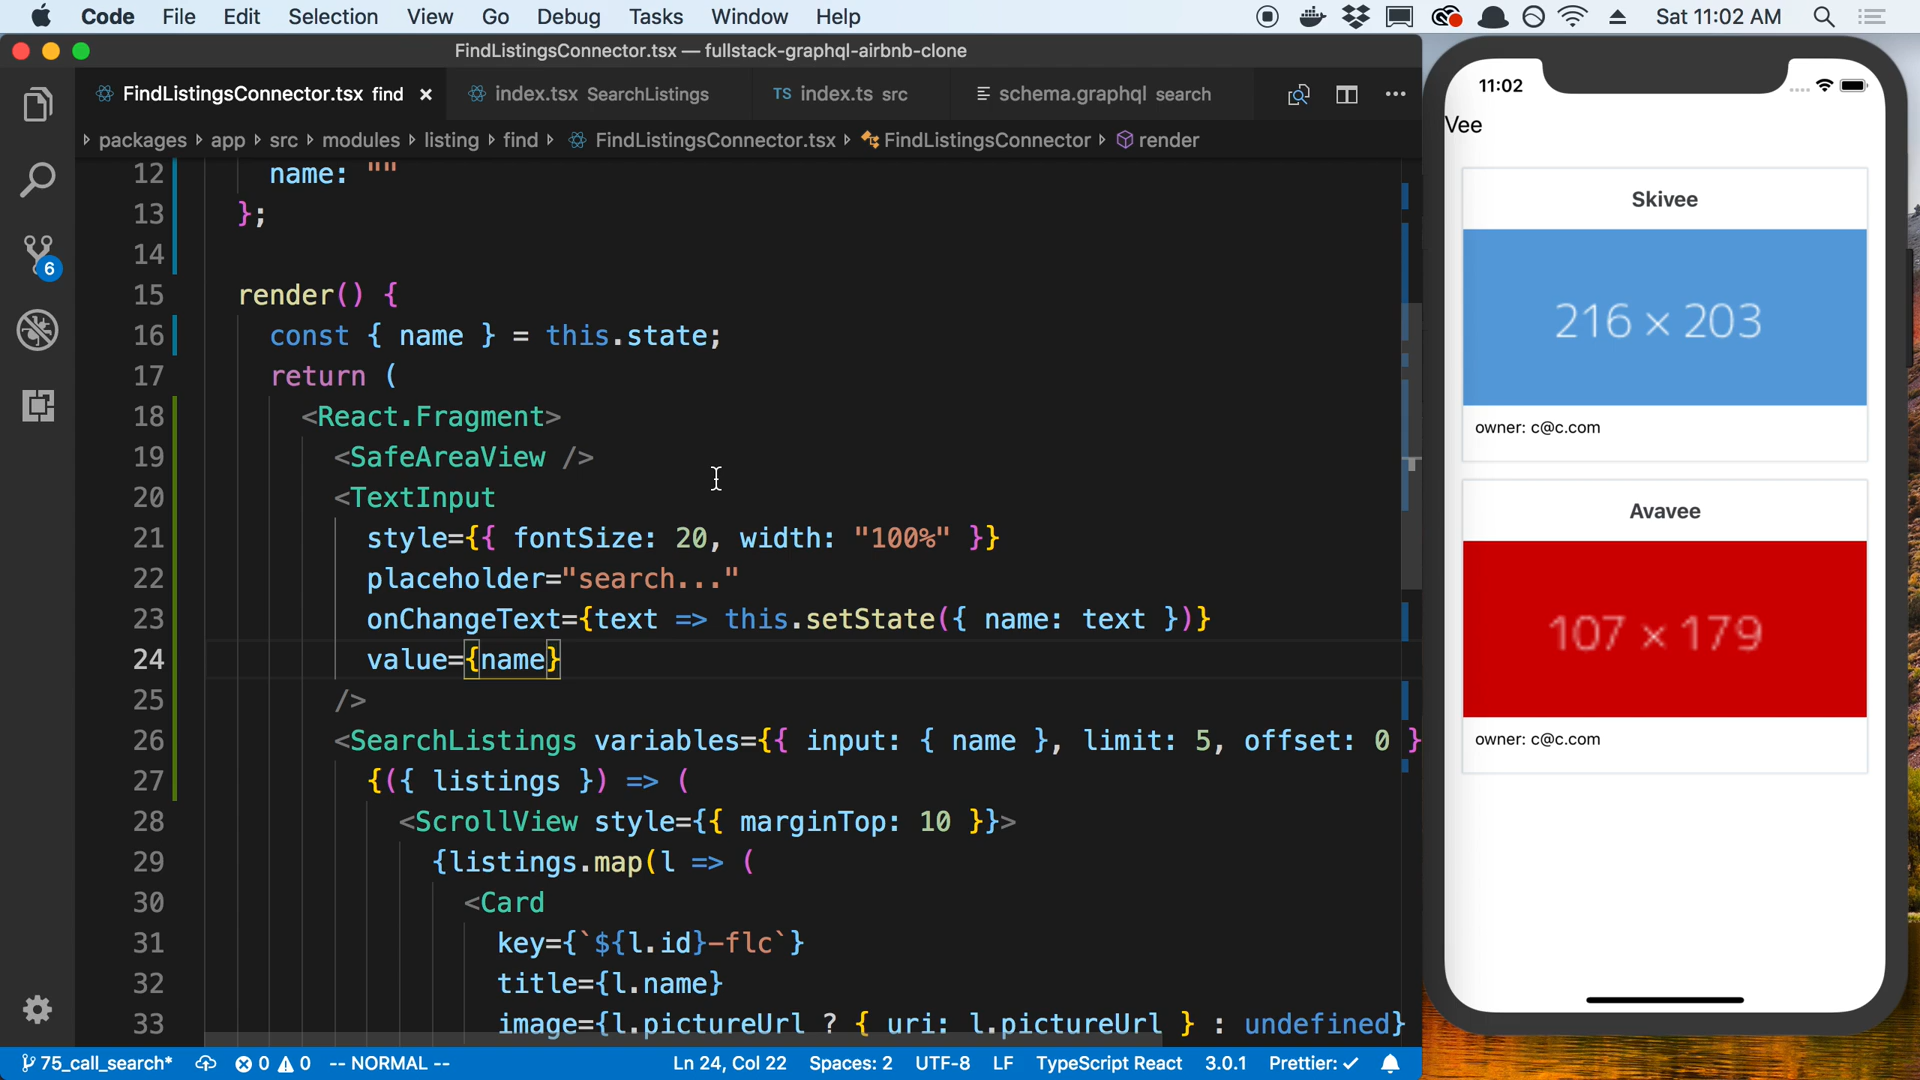 Code File Edit Selection View Go Debug Tasks Window Help Sat 11:02 AM
FindListingsConnector.tsx — fullstack-graphql-airbnb-clone
FindListingsConnector.tsx find × index.tsx SearchListings TS index.ts src schema.graphql search
packages app src modules listing find FindListingsConnector.tsx FindListingsConnector render
12 name: ""
13 };
14
15 render() {
16 const { name } = this.state;
17 return (
18 <React.Fragment>
19 <SafeAreaView />
20 <TextInput
21 style={{ fontSize: 20, width: "100%" }}
22 placeholder="search..."
23 onChangeText={text => this.setState({ name: text })}
24 value={name}
25 />
26 <SearchListings variables={{ input: { name }, limit: 5, offset: 0 }
27 {({ listings }) => (
28 <ScrollView style={{ marginTop: 10 }}>
29 {listings.map(l => (
30 <Card
31 key={`${l.id}-flc`}
32 title={l.name}
33 image={l.pictureUrl ? { uri: l.pictureUrl } : undefined}
6
75_call_search* 0 0 -- NORMAL -- Ln 24, Col 22 Spaces: 2 UTF-8 LF TypeScript React 3.0.1 Prettier: ✓
11:02
Vee
Skivee
216 × 203
owner: c@c.com
Avavee
107 × 179
owner: c@c.com